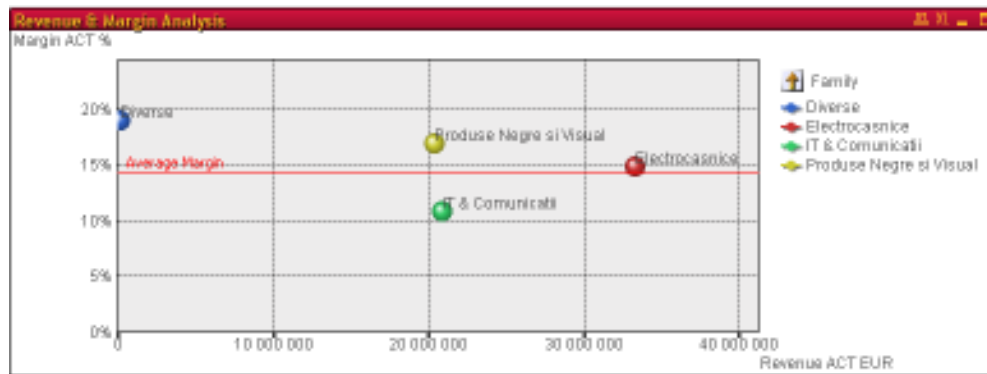 Revenue & Margin Analysis
Margin ACT %
20%
15%
10%
5%
0%
Diverse
Produse Negre si Visual
Average Margin
Electrocasnice
IT & Comunicatii
0
10 000 000
20 000 000
30 000 000
40 000 000
Revenue ACT EUR
Family
Diverse
Electrocasnice
IT & Comunicatii
Produse Negre si Visual